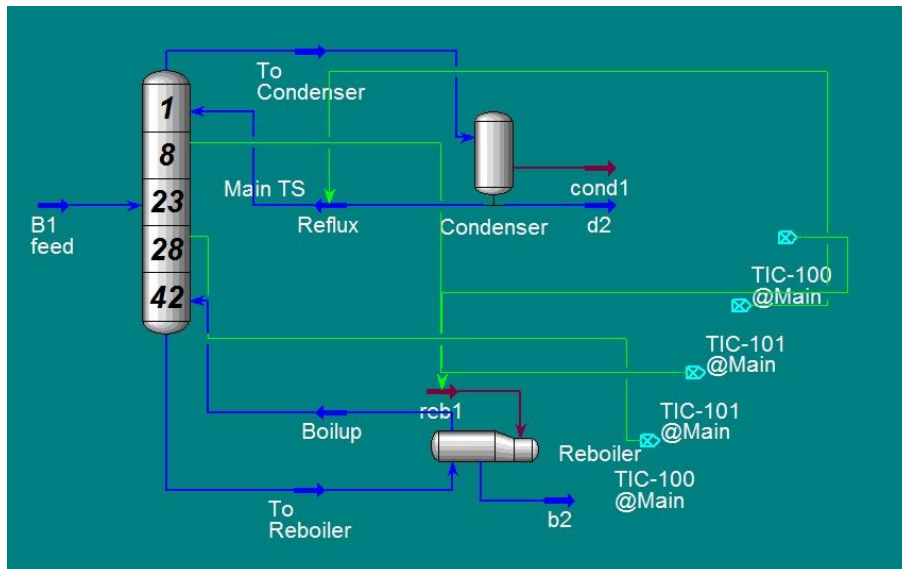 To
Condenser
1
8
23
28
42
B1
feed
Main TS
Reflux
Condenser
cond1
d2
TIC-100
@Main
TIC-101
@Main
TIC-101
@Main
TIC-100
@Main
reb1
Boilup
Reboiler
To
Reboiler
b2